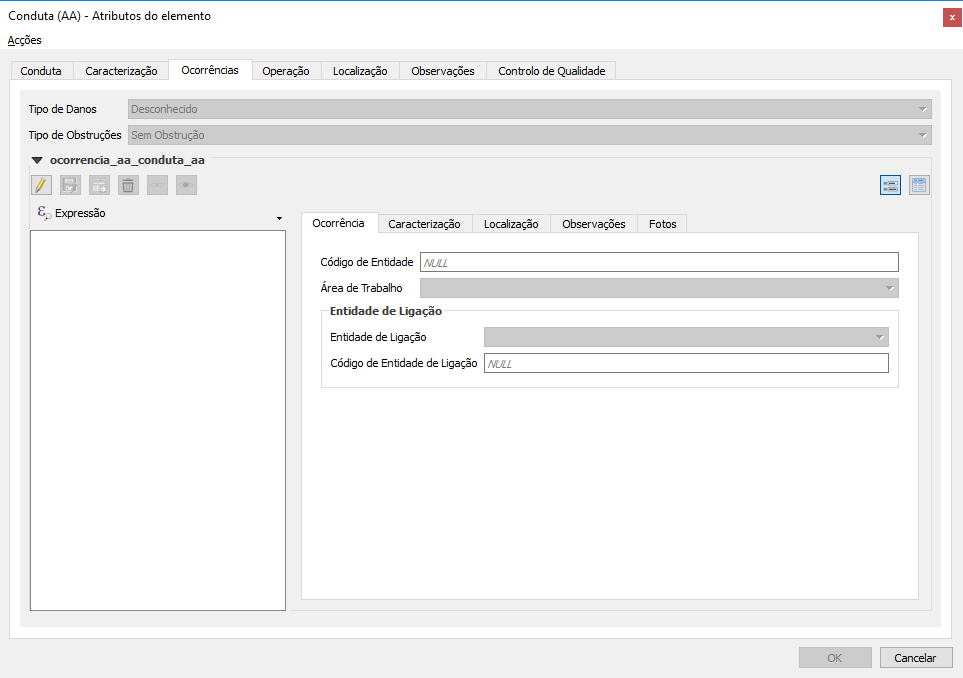 Conduta (AA) - Atributos do elemento
x
Acções
Conduta Caracterização Ocorrências Operação Localização Observações Controlo de Qualidade
Tipo de Danos Desconhecido
Tipo de Obstruções Sem Obstrução
ocorrencia_aa_conduta_aa
ε Expressão
Ocorrência Caracterização Localização Observações Fotos
Código de Entidade NULL
Área de Trabalho
Entidade de Ligação
Entidade de Ligação
Código de Entidade de Ligação NULL
OK Cancelar